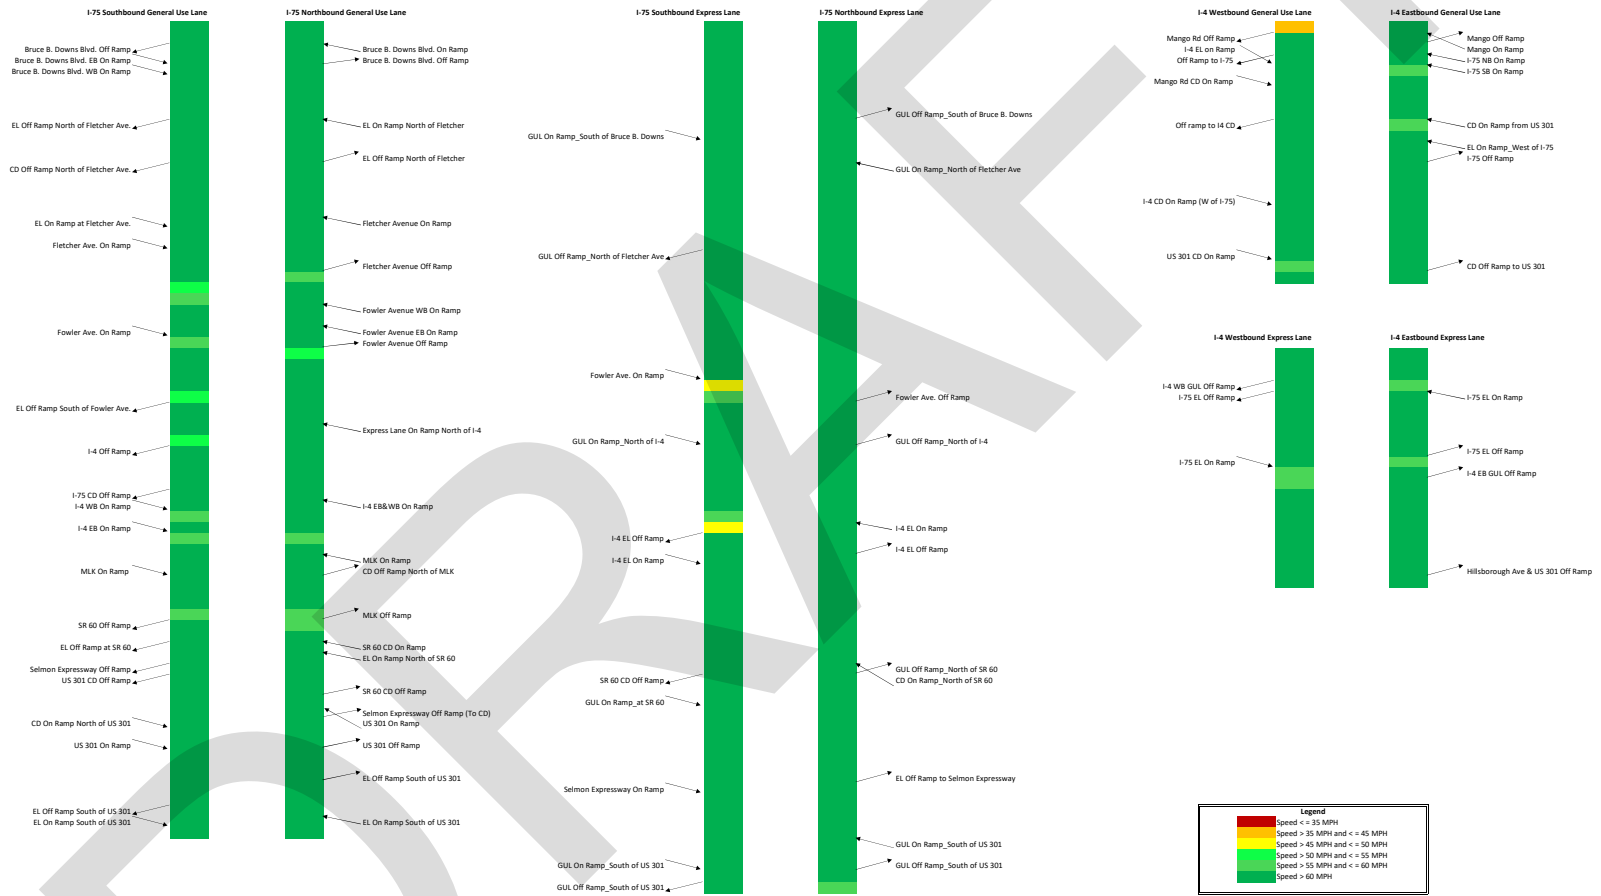 I-75 Southbound General Use Lane
Bruce B. Downs Blvd. Off Ramp
Bruce B. Downs Blvd. EB On Ramp
Bruce B. Downs Blvd. WB On Ramp
EL Off Ramp North of Fletcher Ave.
CD Off Ramp North of Fletcher Ave.
EL On Ramp at Fletcher Ave.
Fletcher Ave. On Ramp
Fowler Ave. On Ramp
EL Off Ramp South of Fowler Ave.
I-4 Off Ramp
I-75 CD Off Ramp
I-4 WB On Ramp
I-4 EB On Ramp
MLK On Ramp
SR 60 Off Ramp
EL Off Ramp at SR 60
Selmon Expressway Off Ramp
US 301 CD Off Ramp
CD On Ramp North of US 301
US 301 On Ramp
EL Off Ramp South of US 301
EL On Ramp South of US 301
I-75 Northbound General Use Lane
Bruce B. Downs Blvd. On Ramp
Bruce B. Downs Blvd. Off Ramp
EL On Ramp North of Fletcher
EL Off Ramp North of Fletcher
Fletcher Avenue On Ramp
Fletcher Avenue Off Ramp
Fowler Avenue WB On Ramp
Fowler Avenue EB On Ramp
Fowler Avenue Off Ramp
Express Lane On Ramp North of I-4
I-4 EB&WB On Ramp
MLK On Ramp
CD Off Ramp North of MLK
MLK Off Ramp
SR 60 CD On Ramp
EL On Ramp North of SR 60
SR 60 CD Off Ramp
Selmon Expressway Off Ramp (To CD)
US 301 On Ramp
US 301 Off Ramp
EL Off Ramp South of US 301
EL On Ramp South of US 301
I-75 Southbound Express Lane
GUL On Ramp_South of Bruce B. Downs
GUL Off Ramp_North of Fletcher Ave
Fowler Ave. On Ramp
GUL On Ramp_North of I-4
I-4 EL Off Ramp
I-4 EL On Ramp
SR 60 CD Off Ramp
GUL On Ramp_at SR 60
Selmon Expressway On Ramp
GUL On Ramp_South of US 301
GUL Off Ramp_South of US 301
I-75 Northbound Express Lane
GUL Off Ramp_South of Bruce B. Downs
GUL On Ramp_North of Fletcher Ave
Fowler Ave. Off Ramp
GUL Off Ramp_North of I-4
I-4 EL On Ramp
I-4 EL Off Ramp
GUL Off Ramp_North of SR 60
CD On Ramp_North of SR 60
EL Off Ramp to Selmon Expressway
GUL On Ramp_South of US 301
GUL Off Ramp_South of US 301
I-4 Westbound General Use Lane
Mango Rd Off Ramp
I-4 EL on Ramp
Off Ramp to I-75
Mango Rd CD On Ramp
Off ramp to I4 CD
I-4 CD On Ramp (W of I-75)
US 301 CD On Ramp
I-4 Eastbound General Use Lane
Mango Off Ramp
Mango On Ramp
I-75 NB On Ramp
I-75 SB On Ramp
CD On Ramp from US 301
EL On Ramp_West of I-75
I-75 Off Ramp
CD Off Ramp to US 301
I-4 Westbound Express Lane
I-4 WB GUL Off Ramp
I-75 EL Off Ramp
I-75 EL On Ramp
I-4 Eastbound Express Lane
I-75 EL On Ramp
I-75 EL Off Ramp
I-4 EB GUL Off Ramp
Hillsborough Ave & US 301 Off Ramp
Legend
Speed < = 35 MPH
Speed > 35 MPH and < = 45 MPH
Speed > 45 MPH and < = 50 MPH
Speed > 50 MPH and < = 55 MPH
Speed > 55 MPH and < = 60 MPH
Speed > 60 MPH
DRAFT